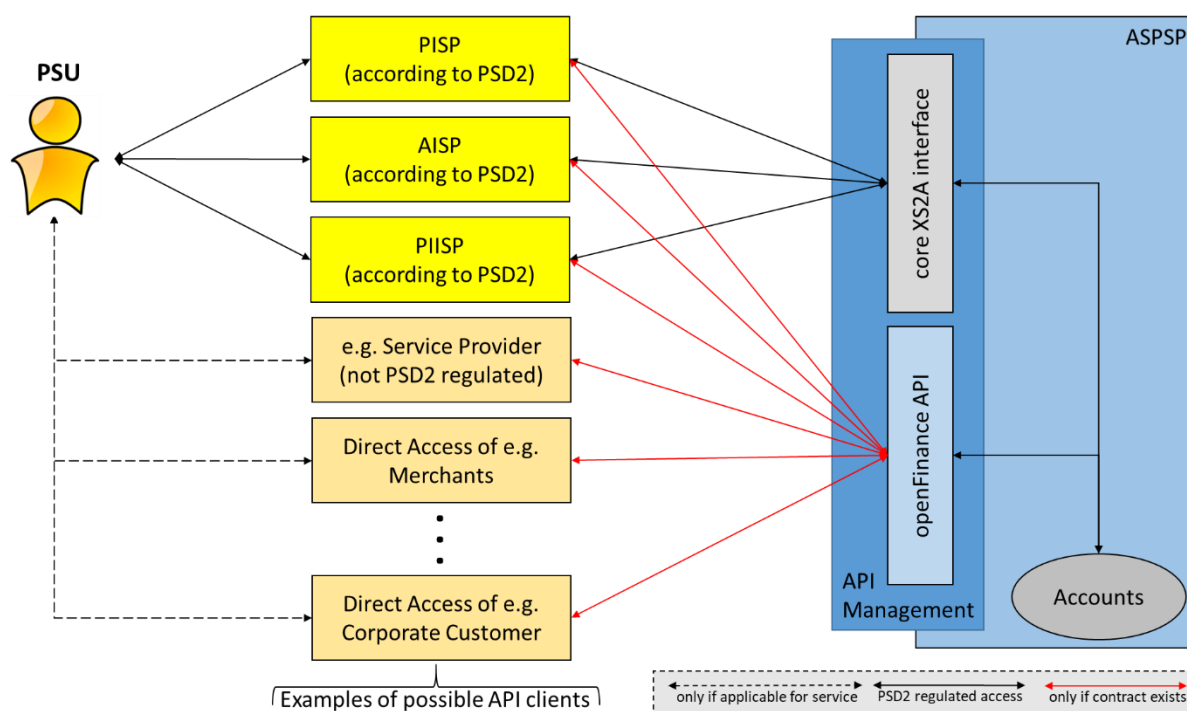 PSU
PISP
(according to PSD2)
AISP
(according to PSD2)
PIISP
(according to PSD2)
e.g. Service Provider
(not PSD2 regulated)
Direct Access of e.g.
Merchants
Direct Access of e.g.
Corporate Customer
Examples of possible API clients
ASPSP
core XS2A interface
openFinance API
API
Management
Accounts
only if applicable for service
PSD2 regulated access
only if contract exists